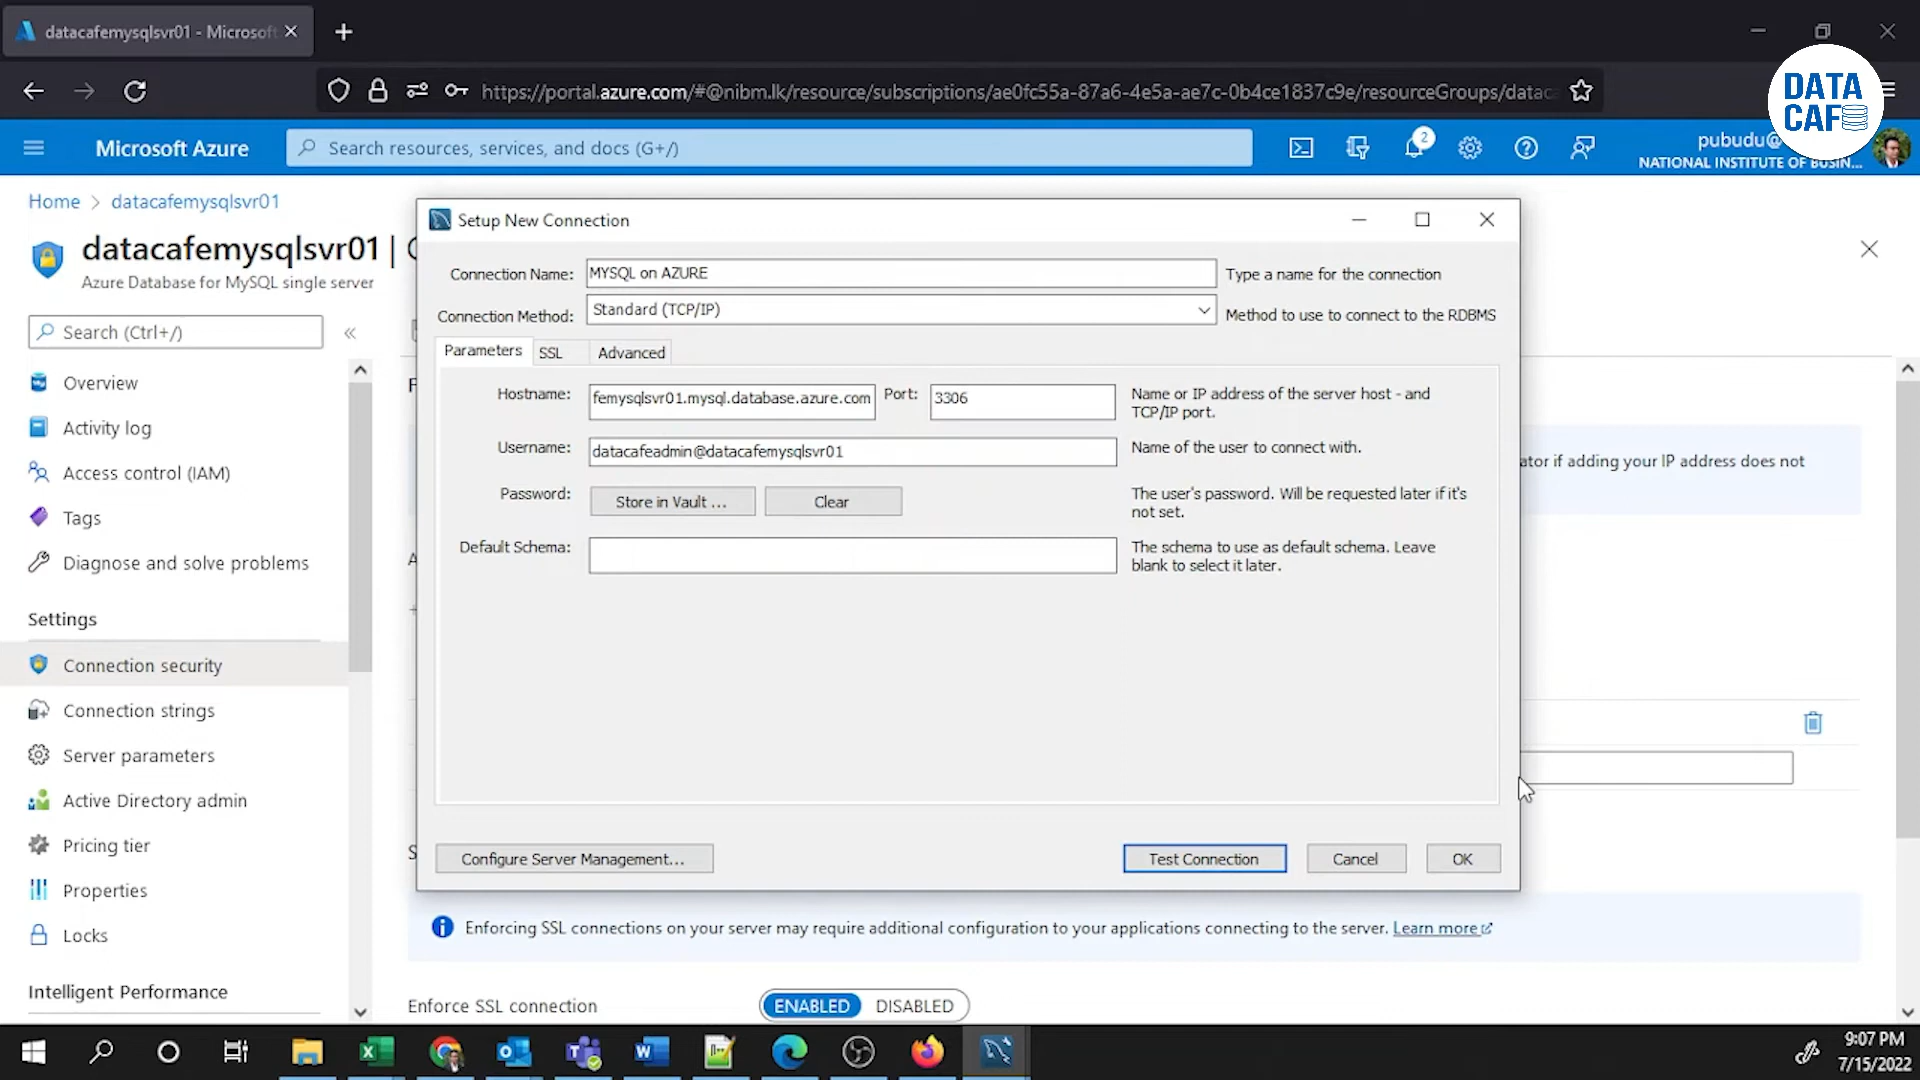 datacafemysqlsvr01 - Microsoft
https://portal.azure.com/#@nibm.lk/resource/subscriptions/ae0fc55a-87a6-4e5a-ae7c-0b4ce1837c9e/resourceGroups/datac
DATA
CAFE
Microsoft Azure
Search resources, services, and docs (G+/)
2
pubudu@
NATIONAL INSTITUTE OF BUSIN...
Home > datacafemysqlsvr01
datacafemysqlsvr01 |
Azure Database for MySQL single server
Search (Ctrl+/)
«
Overview
Activity log
Access control (IAM)
Tags
Diagnose and solve problems
Settings
Connection security
Connection strings
Server parameters
Active Directory admin
Pricing tier
Properties
Locks
Intelligent Performance
Setup New Connection
Connection Name: MYSQL on AZURE Type a name for the connection
Connection Method: Standard (TCP/IP) Method to use to connect to the RDBMS
Parameters SSL Advanced
Hostname: femysqlsvr01.mysql.database.azure.com Port: 3306 Name or IP address of the server host - and
TCP/IP port.
Username: datacafeadmin@datacafemysqlsvr01 Name of the user to connect with.
Password: Store in Vault ... Clear The user's password. Will be requested later if it's
not set.
Default Schema: The schema to use as default schema. Leave
blank to select it later.
Configure Server Management... Test Connection Cancel OK
ator if adding your IP address does not
Enforcing SSL connections on your server may require additional configuration to your applications connecting to the server. Learn more
Enforce SSL connection ENABLED DISABLED
9:07 PM
7/15/2022